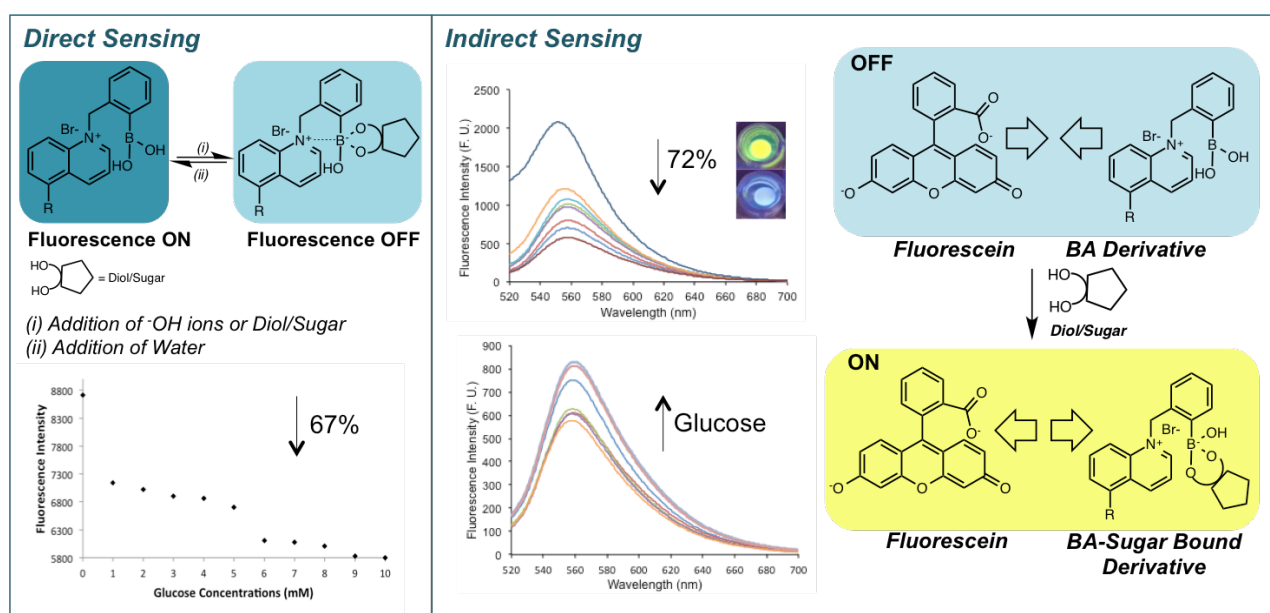 Direct Sensing
Br-
N+
B
OH
HO
R
(i)
(ii)
Br-
N+
B-
O
O
HO
R
Fluorescence ON
Fluorescence OFF
HO
HO
= Diol/Sugar
(i) Addition of -OH ions or Diol/Sugar
(ii) Addition of Water
Fluorescence Intensity
8800
7300
6800
6300
5800
67%
0 1 2 3 4 5 6 7 8 9 10
Glucose Concentrations (mM)
Indirect Sensing
Fluorescence Intensity (F. U.)
2500
2000
1500
1000
500
0
72%
520 540 560 580 600 620 640 660 680 700
Wavelength (nm)
Fluorescence Intensity (F. U.)
900
800
700
600
500
400
300
200
100
0
Glucose
520 540 560 580 600 620 640 660 680 700
Wavelength (nm)
OFF
O
O-
-O
O
O
Br-
N+
B
OH
HO
R
Fluorescein
BA Derivative
HO
HO
Diol/Sugar
ON
O
O-
-O
O
O
Br-
N+
OH
B-
O
O
R
Fluorescein
BA-Sugar Bound
Derivative